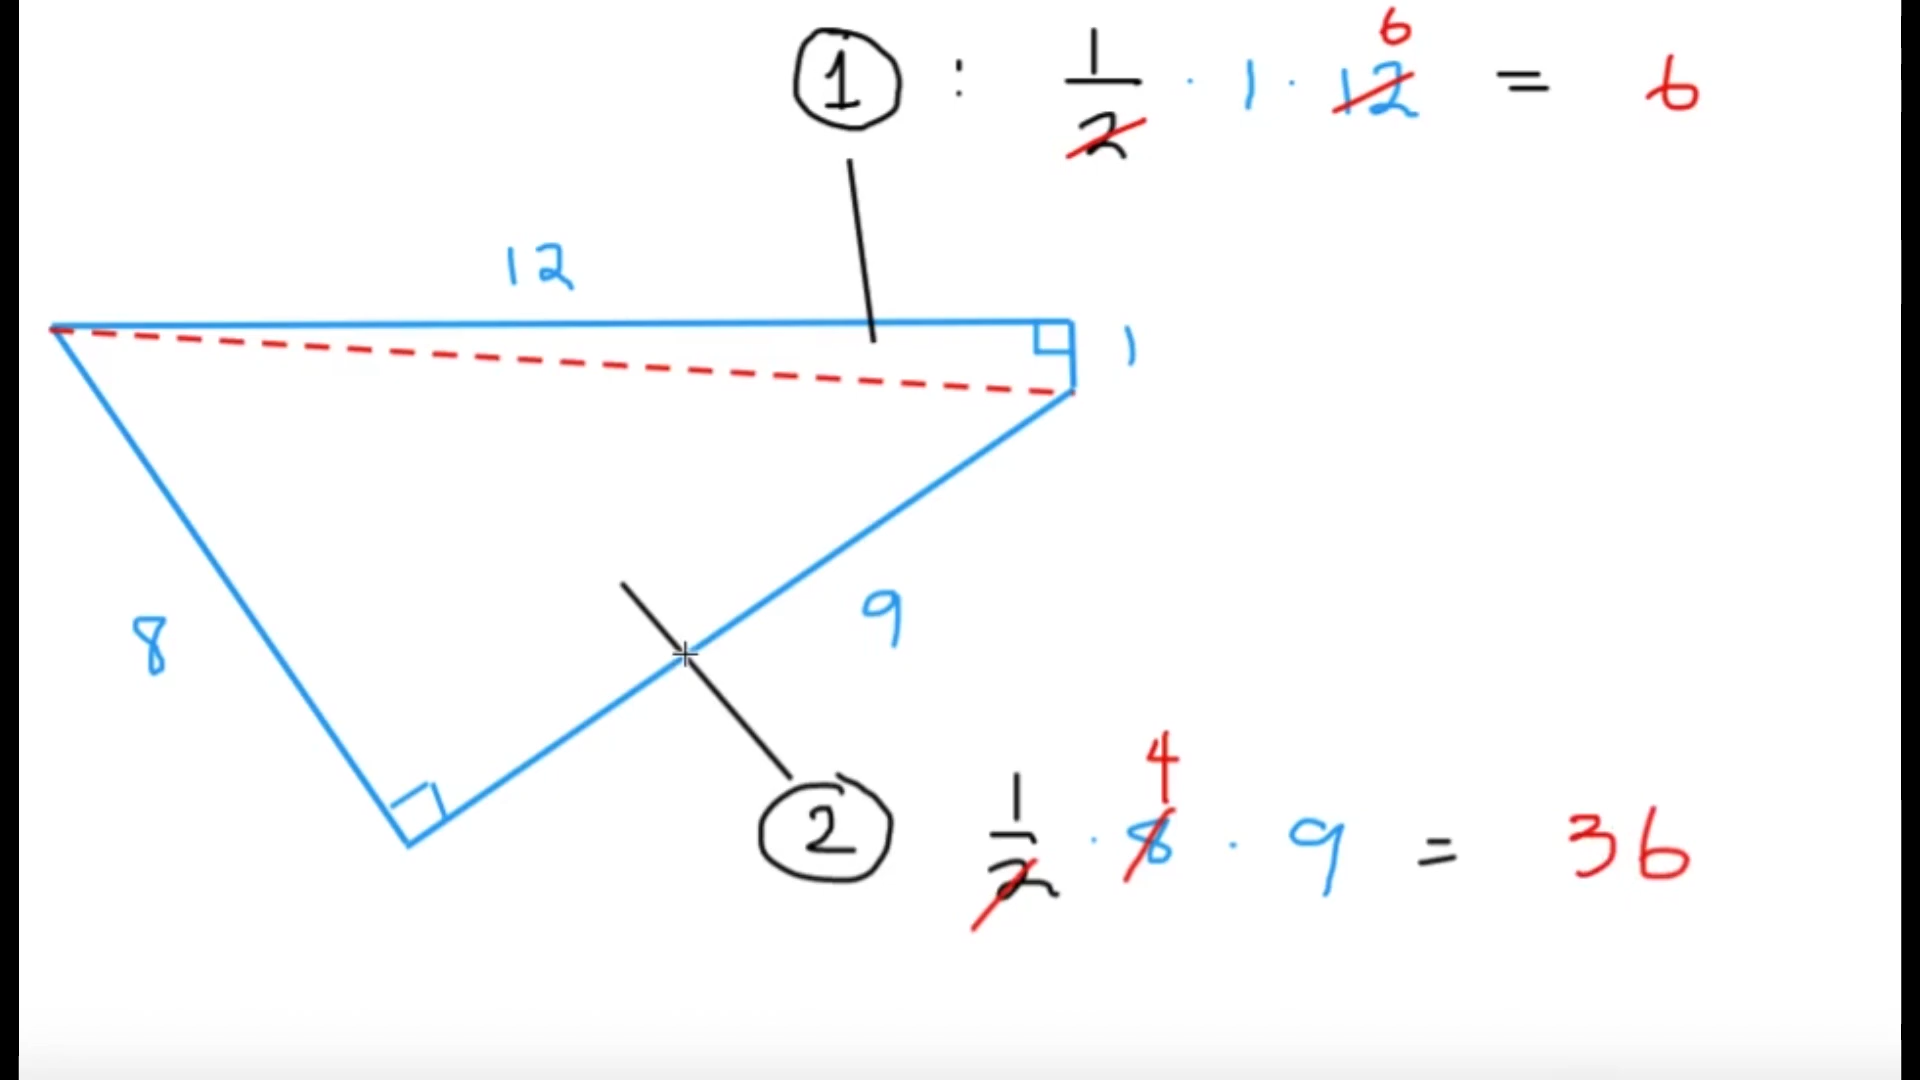 1 : 1/2 · 1 · 12 6 = 6
12
1
8
9
2 1/2 · 8 4 · 9 = 36